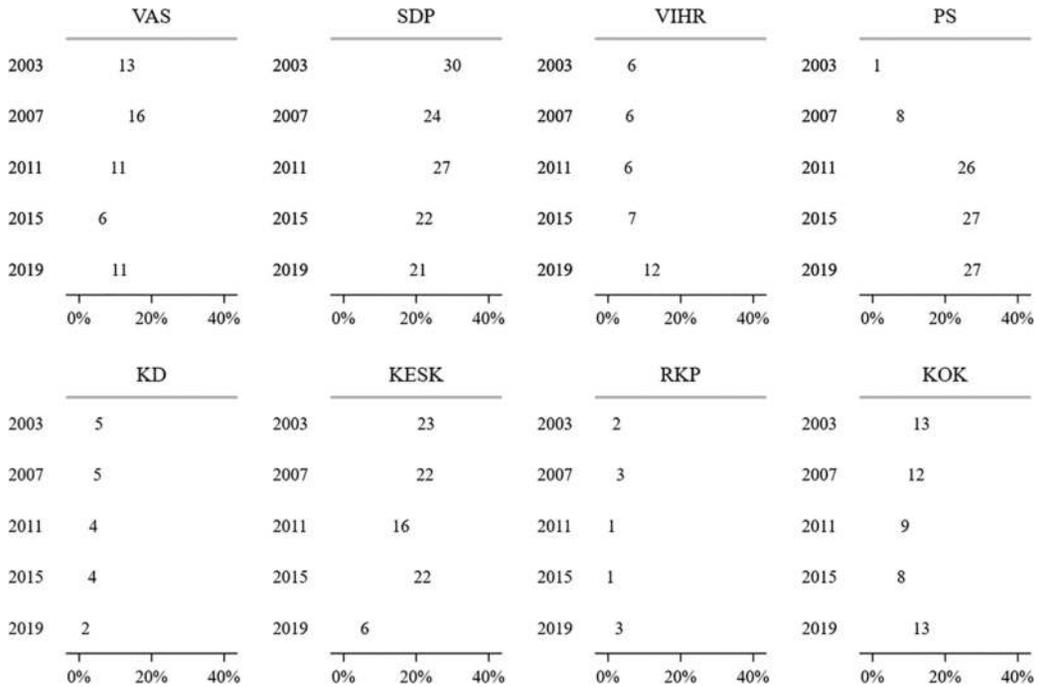 VAS SDP VIHR PS
2003 13 2003 30 2003 6 2003 1
2007 16 2007 24 2007 6 2007 8
2011 11 2011 27 2011 6 2011 26
2015 6 2015 22 2015 7 2015 27
2019 11 2019 21 2019 12 2019 27
0% 20% 40% 0% 20% 40% 0% 20% 40% 0% 20% 40%
KD KESK RKP KOK
2003 5 2003 23 2003 2 2003 13
2007 5 2007 22 2007 3 2007 12
2011 4 2011 16 2011 1 2011 9
2015 4 2015 22 2015 1 2015 8
2019 2 2019 6 2019 3 2019 13
0% 20% 40% 0% 20% 40% 0% 20% 40% 0% 20% 40%